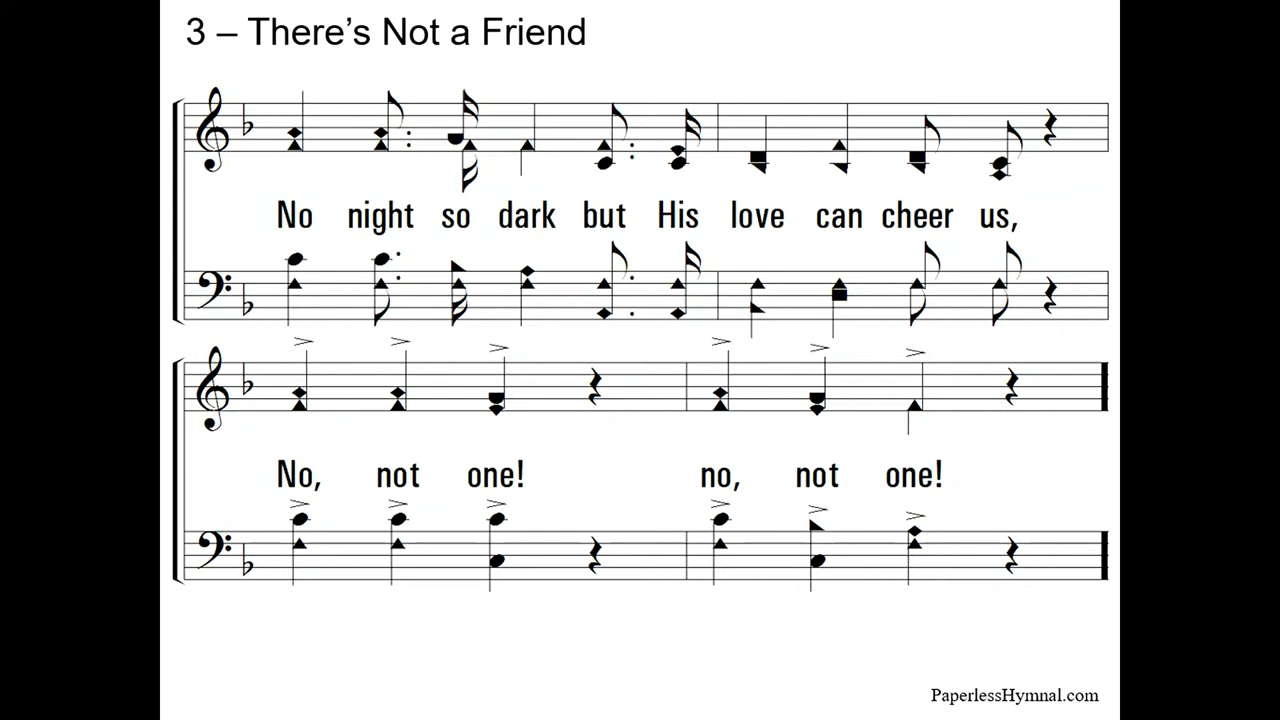 3 – There’s Not a Friend
No night so dark but His love can cheer us,
No, not one! no, not one!
PaperlessHymnal.com